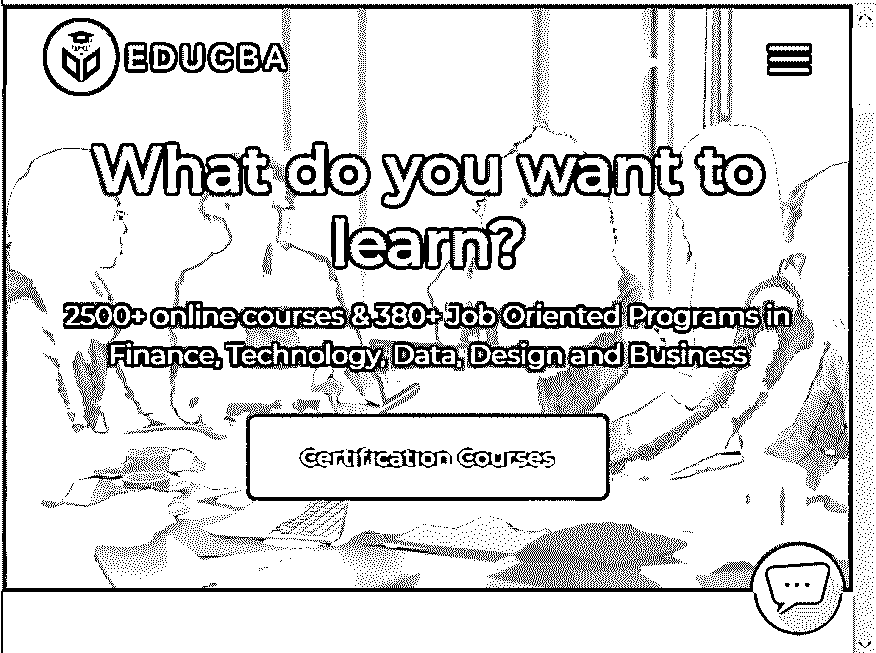 EDUCBA
What do you want to
learn?
2500+ online courses & 380+ Job Oriented Programs in
Finance, Technology, Data, Design and Business
Certification Courses